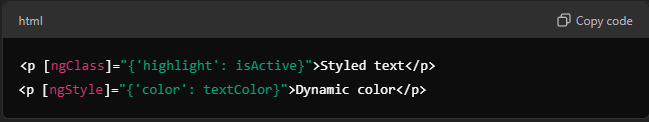 html
Copy code
<p [ngClass]="{'highlight': isActive}">Styled text</p>
<p [ngStyle]="{'color': textColor}">Dynamic color</p>